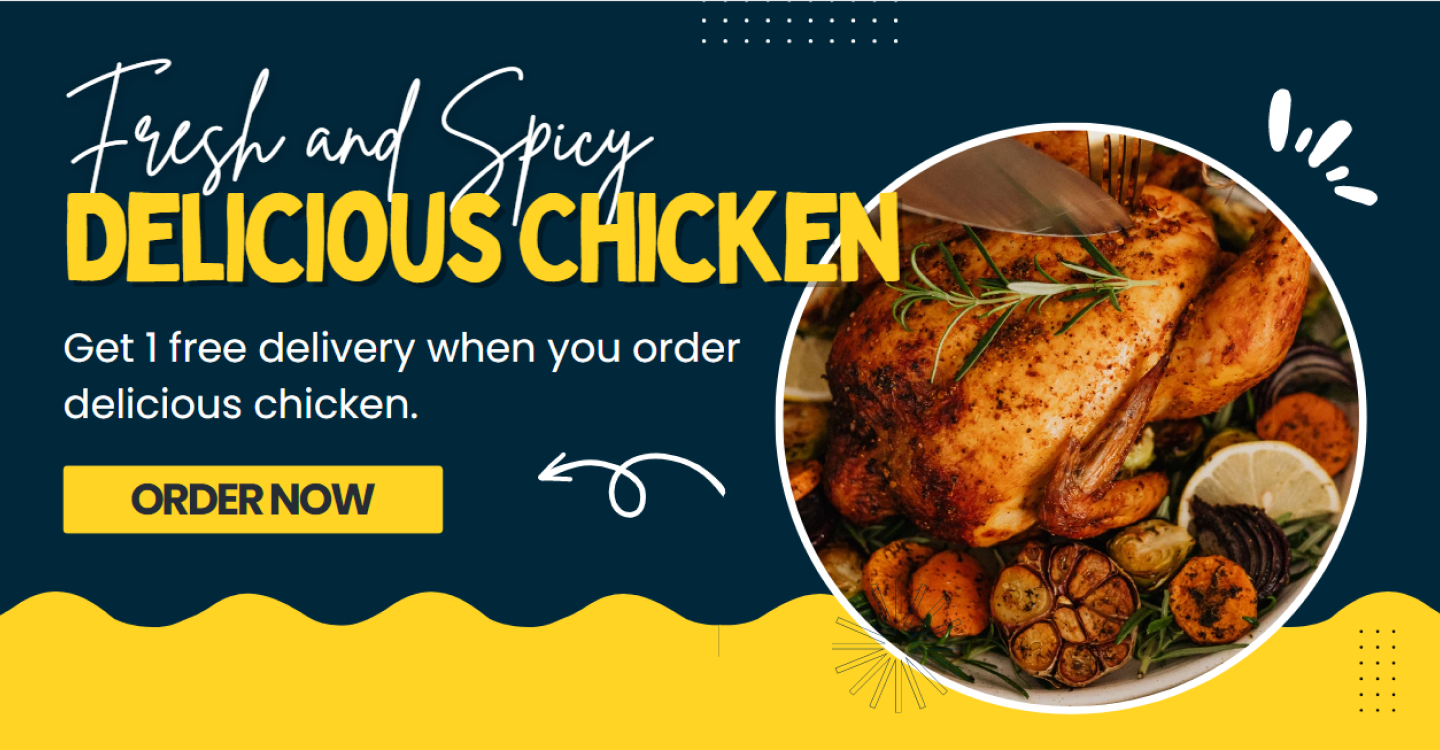 Fresh and Spicy
DELICIOUS CHICKEN
Get 1 free delivery when you order
delicious chicken.
ORDER NOW